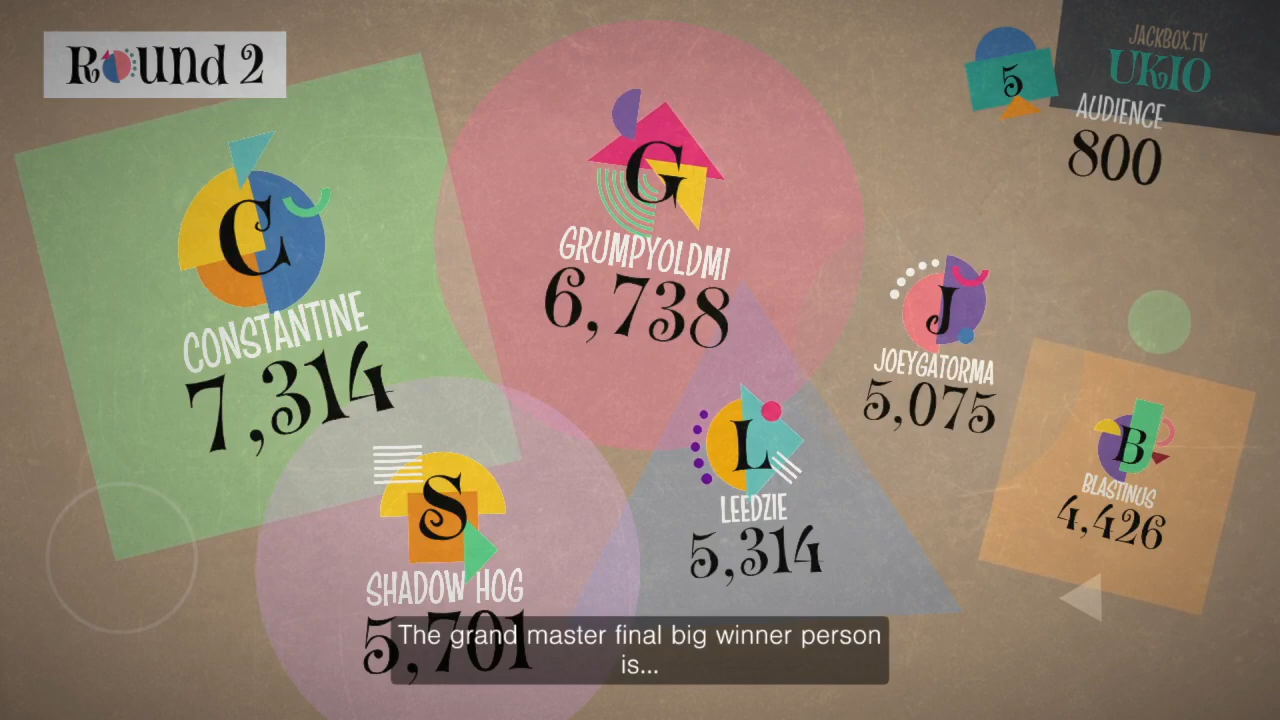 Round 2
JACKBOX.TV
UKIO
5
AUDIENCE
800
C
CONSTANTINE
7,314
G
GRUMPYOLDMI
6,738
J
JOEYGATORMA
5,075
S
SHADOW HOG
5,701
L
LEEDZIE
5,314
B
BLASTINUS
4,426
The grand master final big winner person
is...